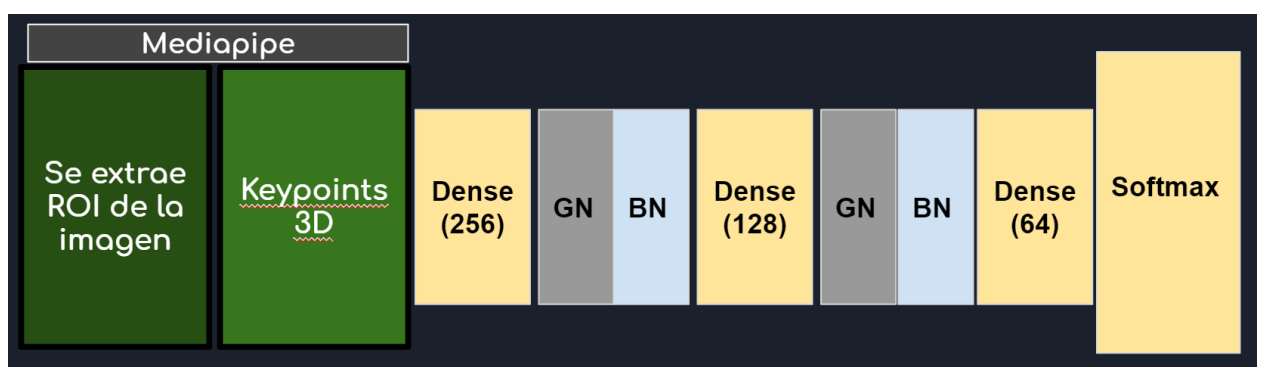 Mediapipe
Se extrae
ROI de la
imagen
Keypoints
3D
Dense
(256)
GN
BN
Dense
(128)
GN
BN
Dense
(64)
Softmax